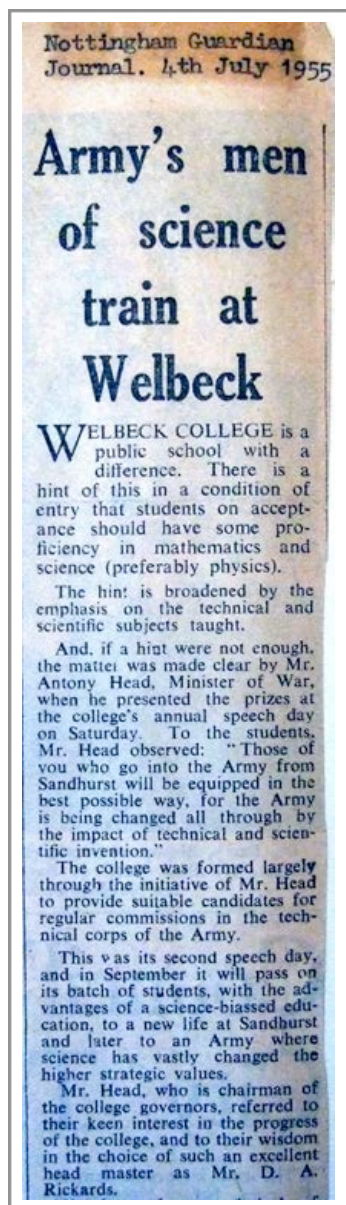 Nottingham Guardian
Journal. 4th July 1955
Army's men
of science
train at
Welbeck
WELBECK COLLEGE is a
public school with a
difference. There is a
hint of this in a condition of
entry that students on accept-
ance should have some pro-
ficiency in mathematics and
science (preferably physics).
The hint is broadened by the
emphasis on the technical and
scientific subjects taught.
And, if a hint were not enough,
the matter was made clear by Mr.
Antony Head, Minister of War,
when he presented the prizes at
the college's annual speech day
on Saturday. To the students,
Mr. Head observed: "Those of
you who go into the Army from
Sandhurst will be equipped in the
best possible way, for the Army
is being changed all through by
the impact of technical and scien-
tific invention."
The college was formed largely
through the initiative of Mr. Head
to provide suitable candidates for
regular commissions in the tech-
nical corps of the Army.
This was its second speech day,
and in September it will pass on
its batch of students, with the ad-
vantages of a science-biassed edu-
cation, to a new life at Sandhurst
and later to an Army where
science has vastly changed the
higher strategic values.
Mr. Head, who is chairman of
the college governors, referred to
their keen interest in the progress
of the college, and to their wisdom
in the choice of such an excellent
head master as Mr. D. A.
Rickards.